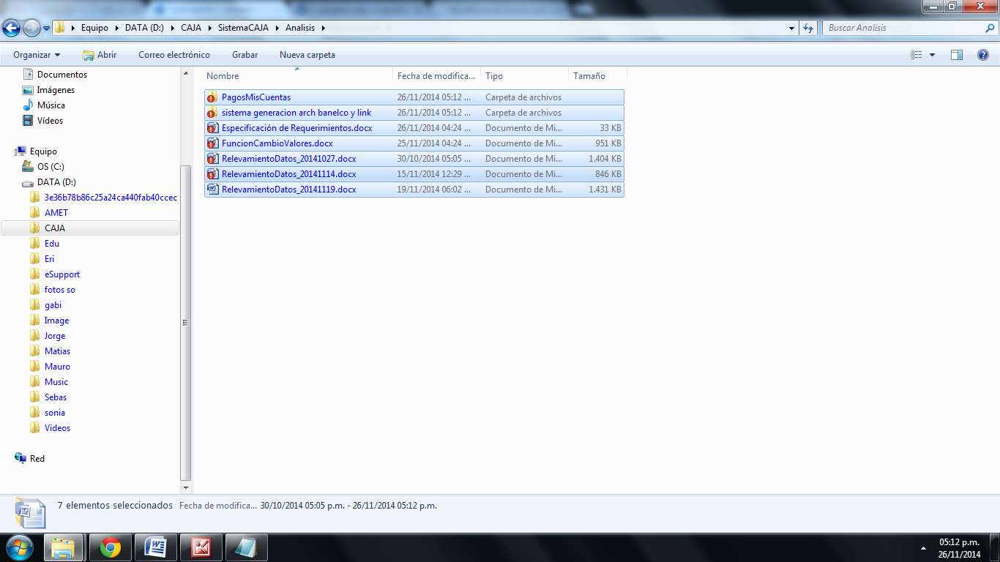 Equipo ▸ DATA (D:) ▸ CAJA ▸ SistemaCAJA ▸ Analisis ▸
Buscar Analisis
Organizar Abrir Correo electrónico Grabar Nueva carpeta
Documentos
Imágenes
Música
Vídeos
Equipo
OS (C:)
DATA (D:)
3e36b78b86c25a24ca440fab40ccec
AMET
CAJA
Edu
Eri
eSupport
fotos so
gabi
Image
Jorge
Matias
Mauro
Music
Sebas
sonia
Videos
Red
Nombre Fecha de modifica... Tipo Tamaño
PagosMisCuentas 26/11/2014 05:12 ... Carpeta de archivos
sistema generacion arch banelco y link 26/11/2014 05:12 ... Carpeta de archivos
Especificación de Requerimientos.docx 26/11/2014 04:24 ... Documento de Mi... 33 KB
FuncionCambioValores.docx 25/11/2014 04:24 ... Documento de Mi... 951 KB
RelevamientoDatos_20141027.docx 30/10/2014 05:05 ... Documento de Mi... 1.404 KB
RelevamientoDatos_20141114.docx 15/11/2014 12:29 ... Documento de Mi... 846 KB
RelevamientoDatos_20141119.docx 19/11/2014 06:02 ... Documento de Mi... 1.431 KB
7 elementos seleccionados Fecha de modifica... 30/10/2014 05:05 p.m. - 26/11/2014 05:12 p.m.
05:12 p.m.
26/11/2014